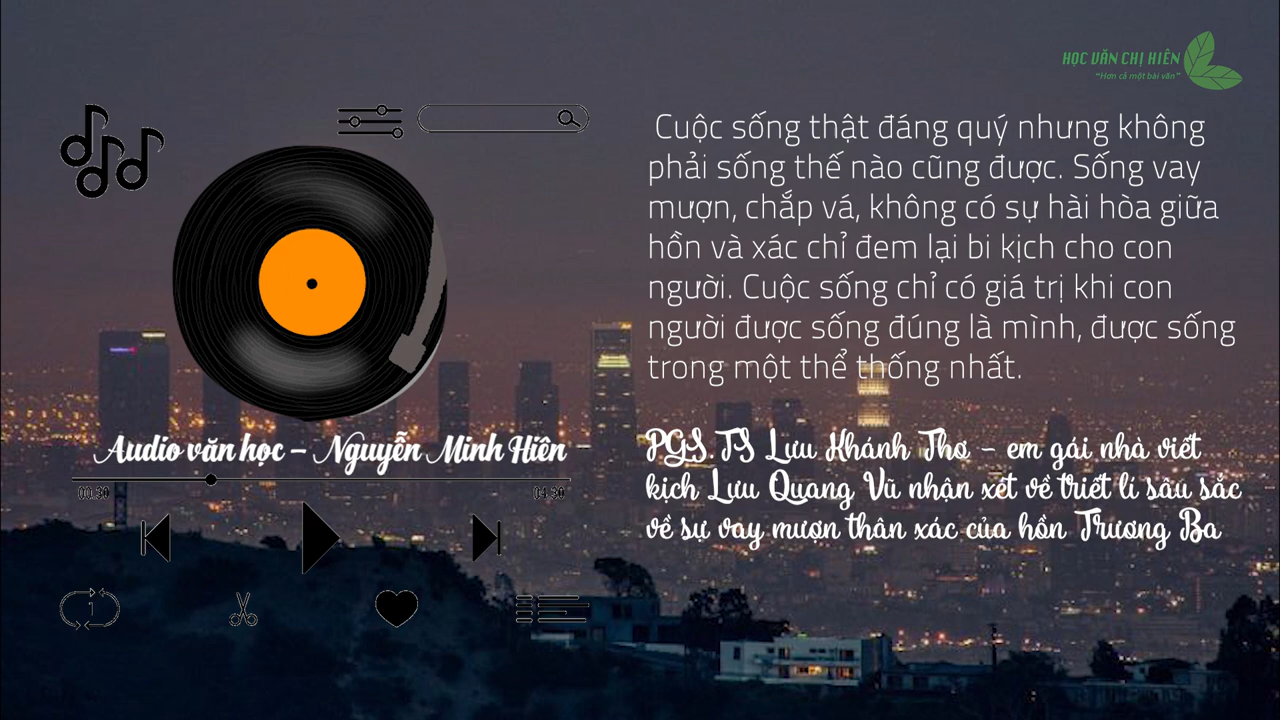 HỌC VĂN CHỊ HIÊN
"Hơn cả một bài văn"
Cuộc sống thật đáng quý nhưng không
phải sống thế nào cũng được. Sống vay
mượn, chắp vá, không có sự hài hòa giữa
hồn và xác chỉ đem lại bi kịch cho con
người. Cuộc sống chỉ có giá trị khi con
người được sống đúng là mình, được sống
trong một thể thống nhất.
Audio văn học – Nguyễn Minh Hiên –
00:30
04:30
1
PGS.TS Lưu Khánh Thơ – em gái nhà viết
kịch Lưu Quang Vũ nhận xét về triết lí sâu sắc
về sự vay mượn thân xác của hồn Trương Ba